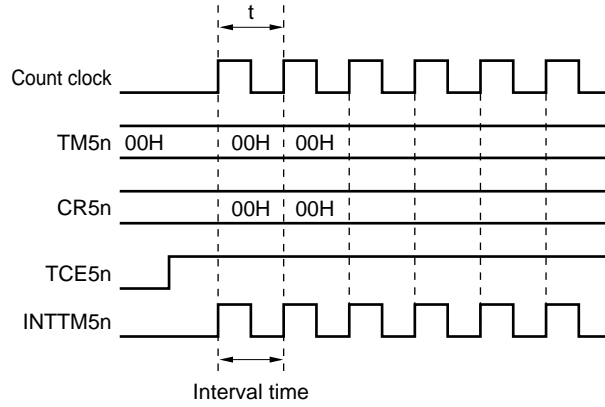 t
Count clock
TM5n 00H 00H 00H
CR5n 00H 00H
TCE5n
INTTM5n
Interval time